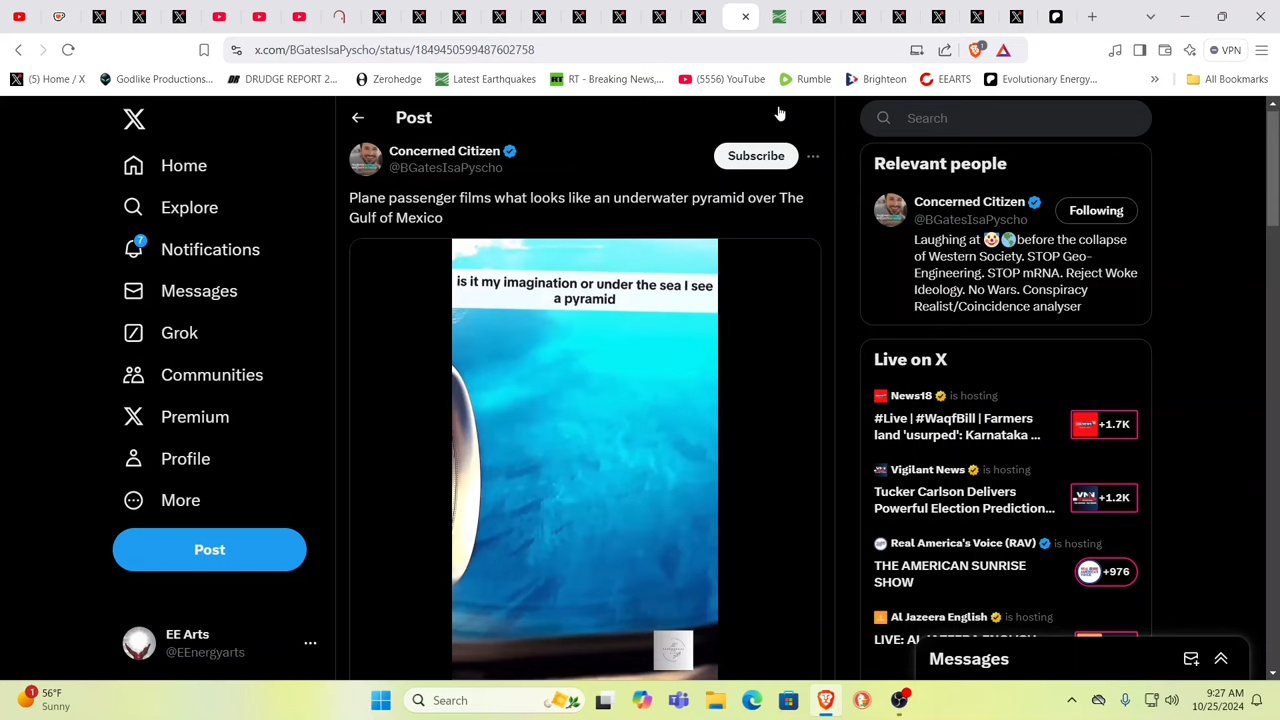 x.com/BGatesIsaPyscho/status/1849450599487602758
1
VPN
(5) Home / X
Godlike Productions...
DRUDGE REPORT 2...
Zerohedge
Latest Earthquakes
RT - Breaking News,...
(5555) YouTube
Rumble
Brighteon
EEARTS
Evolutionary Energy...
»
All Bookmarks
Home
Explore
7
Notifications
Messages
Grok
Communities
Premium
Profile
More
Post
EE Arts
@EEnergyarts
Post
Concerned Citizen
@BGatesIsaPyscho
Subscribe
Plane passenger films what looks like an underwater pyramid over The
Gulf of Mexico
is it my imagination or under the sea I see
a pyramid
Search
Relevant people
Concerned Citizen
@BGatesIsaPyscho
Following
Laughing at 🤡🌎before the collapse
of Western Society. STOP Geo-
Engineering. STOP mRNA. Reject Woke
Ideology. No Wars. Conspiracy
Realist/Coincidence analyser
Live on X
News18 is hosting
#Live | #WaqfBill | Farmers
land 'usurped': Karnataka ...
+1.7K
Vigilant News is hosting
Tucker Carlson Delivers
Powerful Election Prediction...
+1.2K
Real America's Voice (RAV) is hosting
THE AMERICAN SUNRISE
SHOW
+976
Al Jazeera English is hosting
LIVE: AL JAZEERA ENGLISH
Messages
1
56°F
Sunny
Search
9:27 AM
10/25/2024